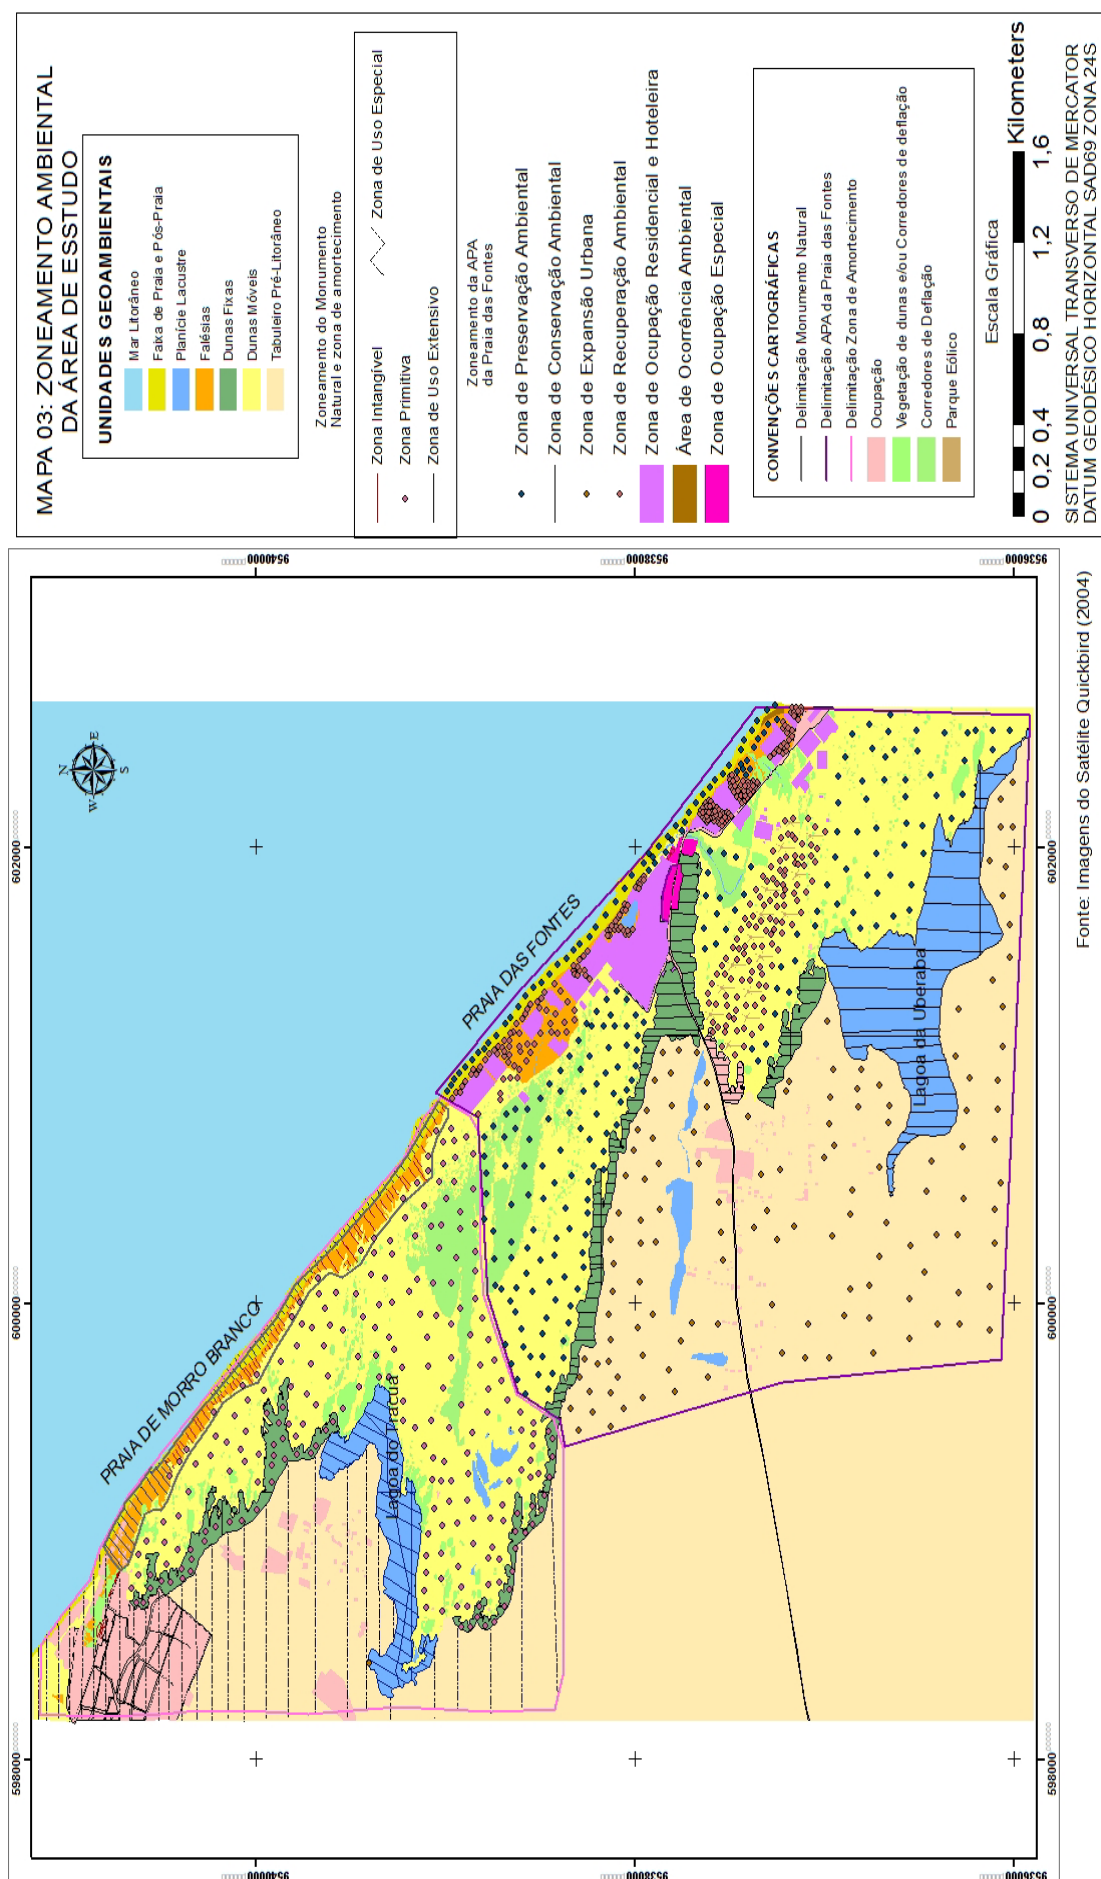 MAPA 03: ZONEAMENTO AMBIENTAL
DA ÁREA DE ESSTUDO
UNIDADES GEOAMBIENTAIS
Mar Litorâneo
Faixa de Praia e Pós-Praia
Planície Lacustre
Falésias
Dunas Fixas
Dunas Móveis
Tabuleiro Pré-Litorâneo
Zoneamento do Monumento
Natural e zona de amortecimento
Zona Intangível
Zona de Uso Especial
Zona Primitiva
Zona de Uso Extensivo
Zoneamento da APA
da Praia das Fontes
Zona de Preservação Ambiental
Zona de Conservação Ambiental
Zona de Expansão Urbana
Zona de Recuperação Ambiental
Zona de Ocupação Residencial e Hoteleira
Área de Ocorrência Ambiental
Zona de Ocupação Especial
CONVENÇÕES CARTOGRÁFICAS
Delimitação Monumento Natural
Delimitação APA da Praia das Fontes
Delimitação Zona de Amortecimento
Ocupação
Vegetação de dunas e/ou Corredores de deflação
Corredores de Deflação
Parque Eólico
Escala Gráfica
0 0,2 0,4 0,8 1,2 1,6
Kilometers
SISTEMA UNIVERSAL TRANSVERSO DE MERCATOR
DATUM GEODÉSICO HORIZONTAL SAD69 ZONA 24S
598000
600000
602000
9540000
9538000
9536000
N
W E
S
PRAIA DE MORRO BRANCO
PRAIA DAS FONTES
Lagoa do Tracuá
Lagoa da Uberaba
598000
600000
602000
9540000
9538000
9536000
Fonte: Imagens do Satélite Quickbird (2004)